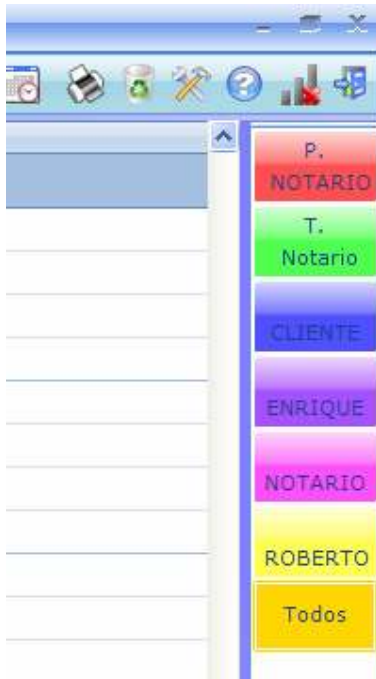 P.
NOTARIO
T.
Notario
CLIENTE
ENRIQUE
NOTARIO
ROBERTO
Todos